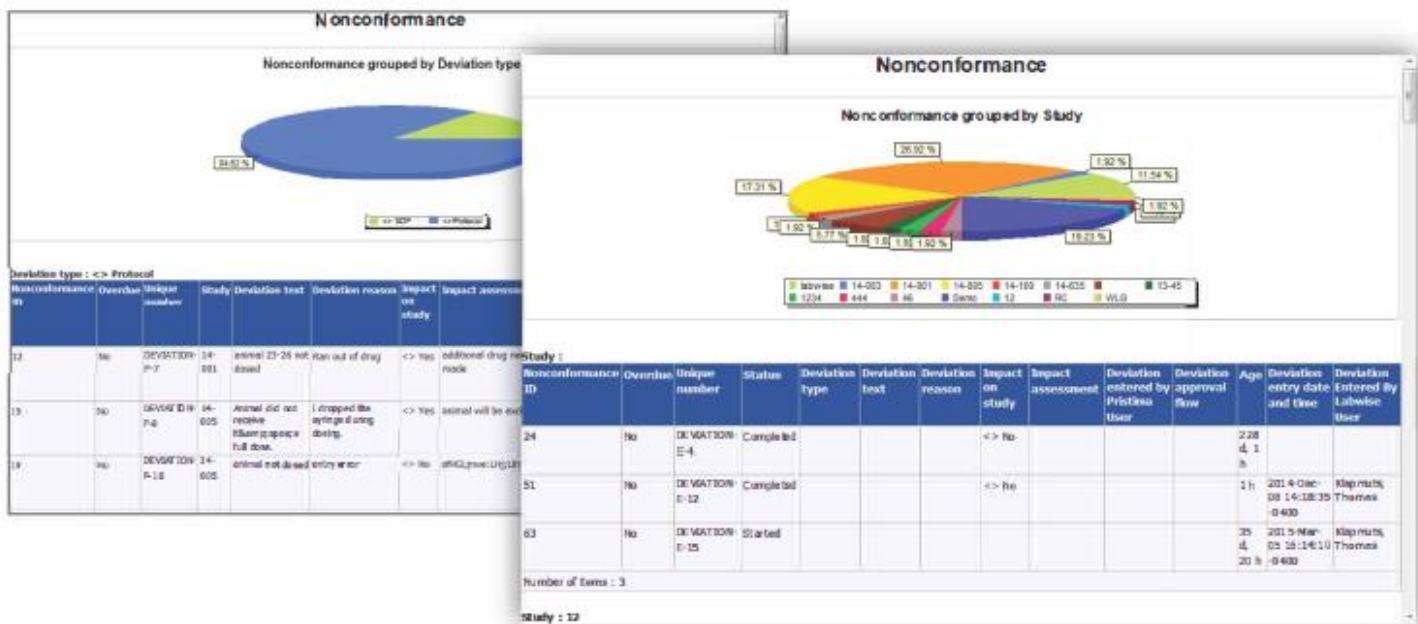 Nonconformance
Nonconformance grouped by Deviation type
<> SOP <> Protocol
Deviation type : <> Protocol
Nonconformance ID Overdue Unique number Study Deviation text Deviation reason Impact on study Impact
12 No DEVIATION-P-7 14-001 animal 23-26 not dosed Ran out of drug <> Yes additional drug made
No 14-005 Animal did not receive full dose. I dropped the syringe during dosing. <> Yes animal will be
No DEVIATION-P-10 14-005 animal not dosed entry error <> No
Nonconformance
Nonconformance grouped by Study
26.92 %
1.92 %
11.54 %
17.31 %
1.92 %
1.92
5.77 %
1.92 %
19.23 %
labwise 14-003 14-001 14-005 14-100 14-635 13-45
1234 444 46 Demo 12 RC WLG
Study :
Nonconformance ID Overdue Unique number Status Deviation type Deviation text Deviation reason Impact on study Impact assessment Deviation entered by Pristima User Deviation approval flow Age Deviation entry date and time Deviation Entered By Labwise User
24 No DEVIATION-E-4 Completed <> No 228 d, 1 h
51 No DEVIATION-E-12 Completed <> No 1 h 2014-Dec-08 14:18:35 -0400 Klapmuts, Thomas
63 No DEVIATION-E-15 Started 35 d, 20 h 2015-Mar-05 16:14:10 -0400 Klapmuts, Thomas
Number of Items : 3
Study : 12